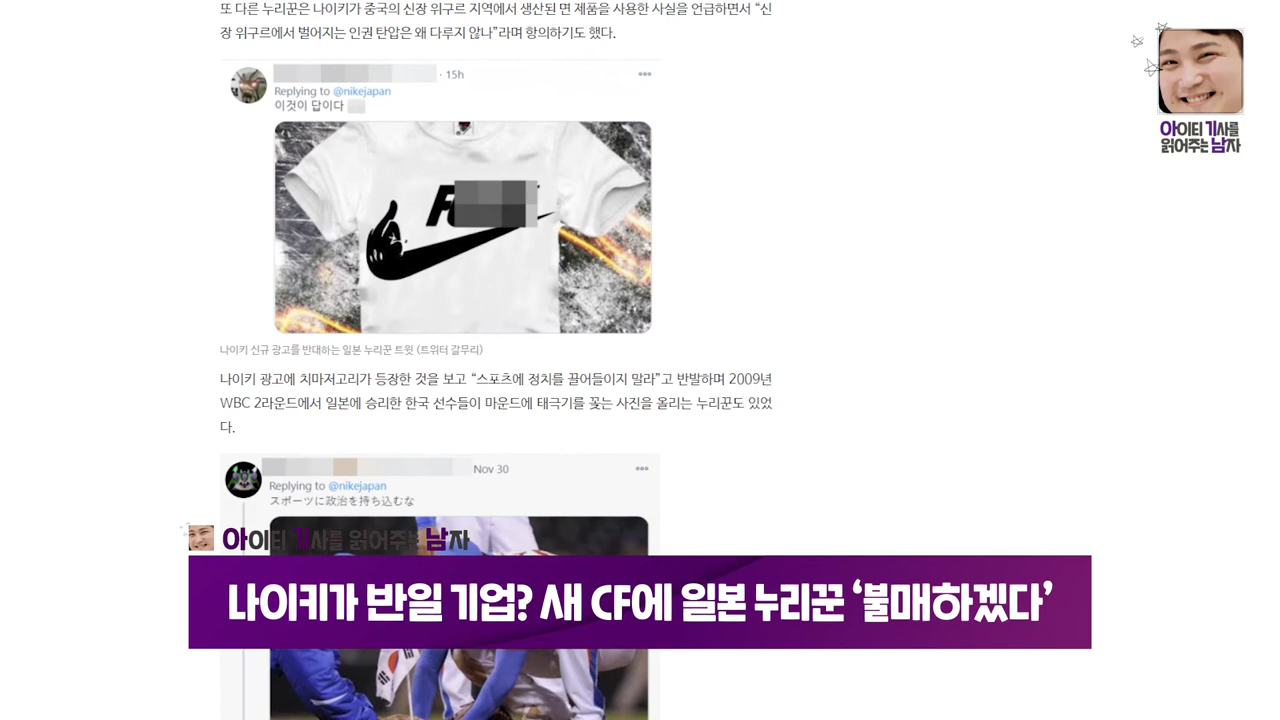 또 다른 누리꾼은 나이키가 중국의 신장 위구르 지역에서 생산된 면 제품을 사용한 사실을 언급하면서 “신
장 위구르에서 벌어지는 인권 탄압은 왜 다루지 않나”라며 항의하기도 했다.
· 15h
Replying to @nikejapan
이것이 답이다
F
나이키 신규 광고를 반대하는 일본 누리꾼 트윗 (트위터 갈무리)
나이키 광고에 치마저고리가 등장한 것을 보고 “스포츠에 정치를 끌어들이지 말라”고 반발하며 2009년
WBC 2라운드에서 일본에 승리한 한국 선수들이 마운드에 태극기를 꽂는 사진을 올리는 누리꾼도 있었
다.
Nov 30
Replying to @nikejapan
スポーツに政治を持ち込むな
아이티 기사를
읽어주는 남자
아이티 기사를 읽어주는 남자
나이키가 반일 기업? 새 CF에 일본 누리꾼 ‘불매하겠다’